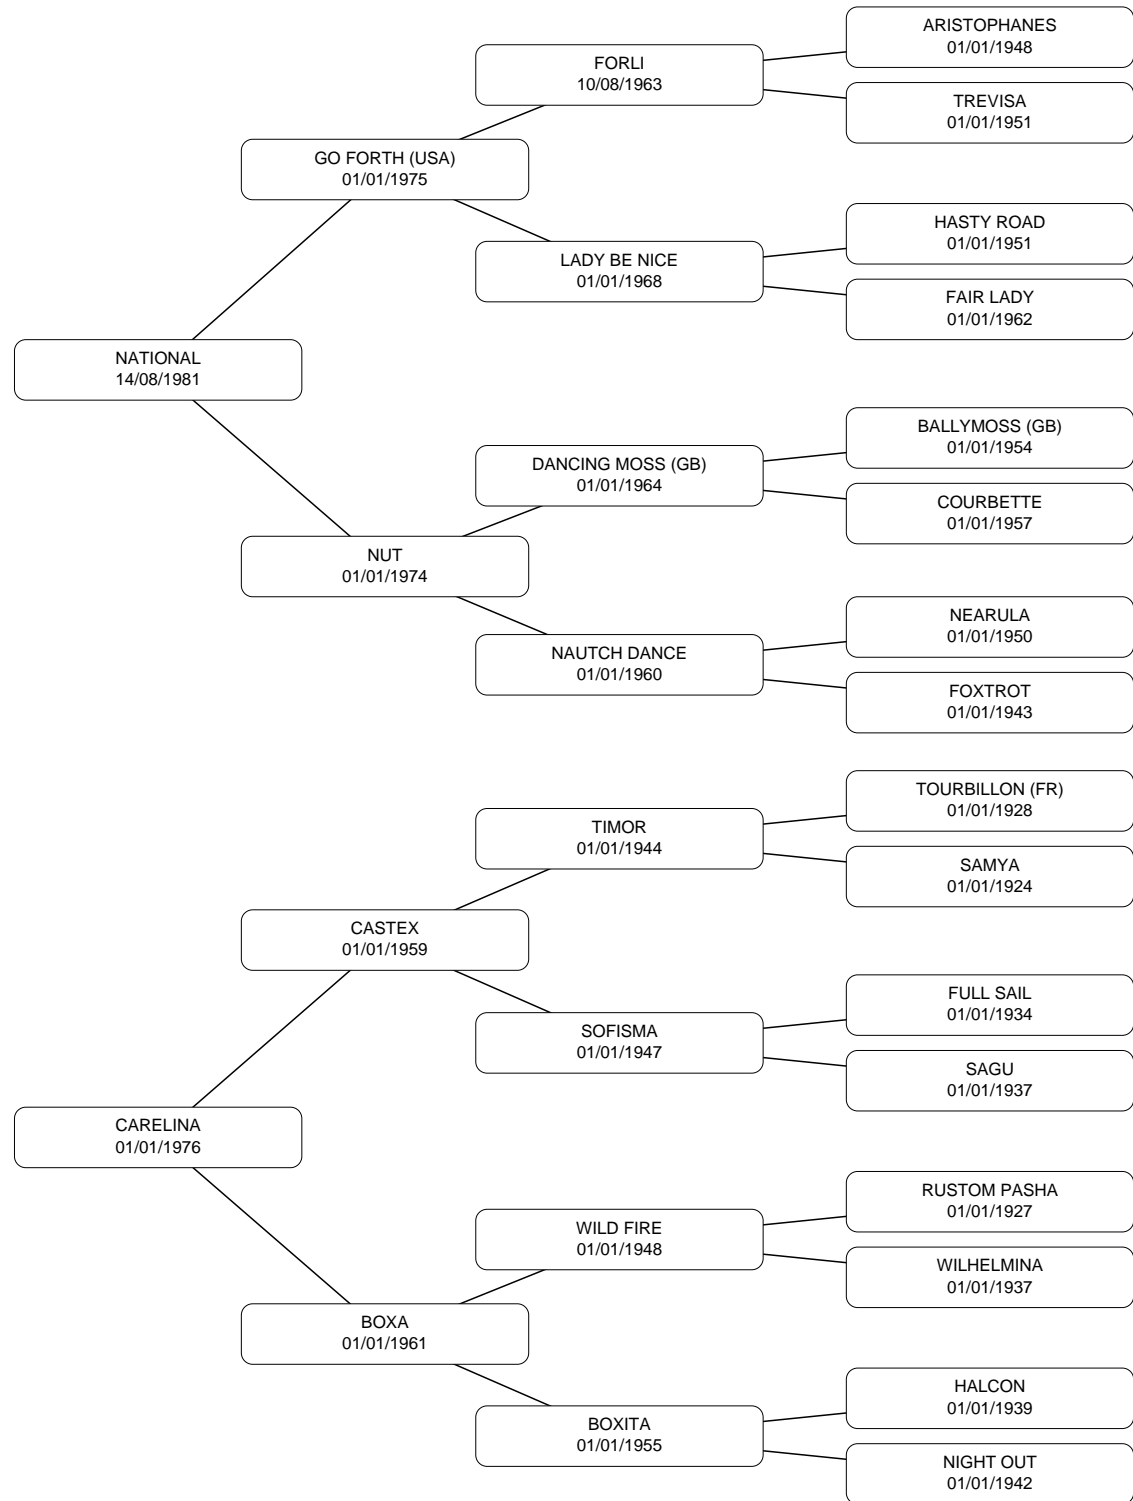 ARISTOPHANES
01/01/1948
FORLI
10/08/1963
TREVISA
01/01/1951
GO FORTH (USA)
01/01/1975
HASTY ROAD
01/01/1951
LADY BE NICE
01/01/1968
FAIR LADY
01/01/1962
NATIONAL
14/08/1981
BALLYMOSS (GB)
01/01/1954
DANCING MOSS (GB)
01/01/1964
COURBETTE
01/01/1957
NUT
01/01/1974
NEARULA
01/01/1950
NAUTCH DANCE
01/01/1960
FOXTROT
01/01/1943
TOURBILLON (FR)
01/01/1928
TIMOR
01/01/1944
SAMYA
01/01/1924
CASTEX
01/01/1959
FULL SAIL
01/01/1934
SOFISMA
01/01/1947
SAGU
01/01/1937
CARELINA
01/01/1976
RUSTOM PASHA
01/01/1927
WILD FIRE
01/01/1948
WILHELMINA
01/01/1937
BOXA
01/01/1961
HALCON
01/01/1939
BOXITA
01/01/1955
NIGHT OUT
01/01/1942